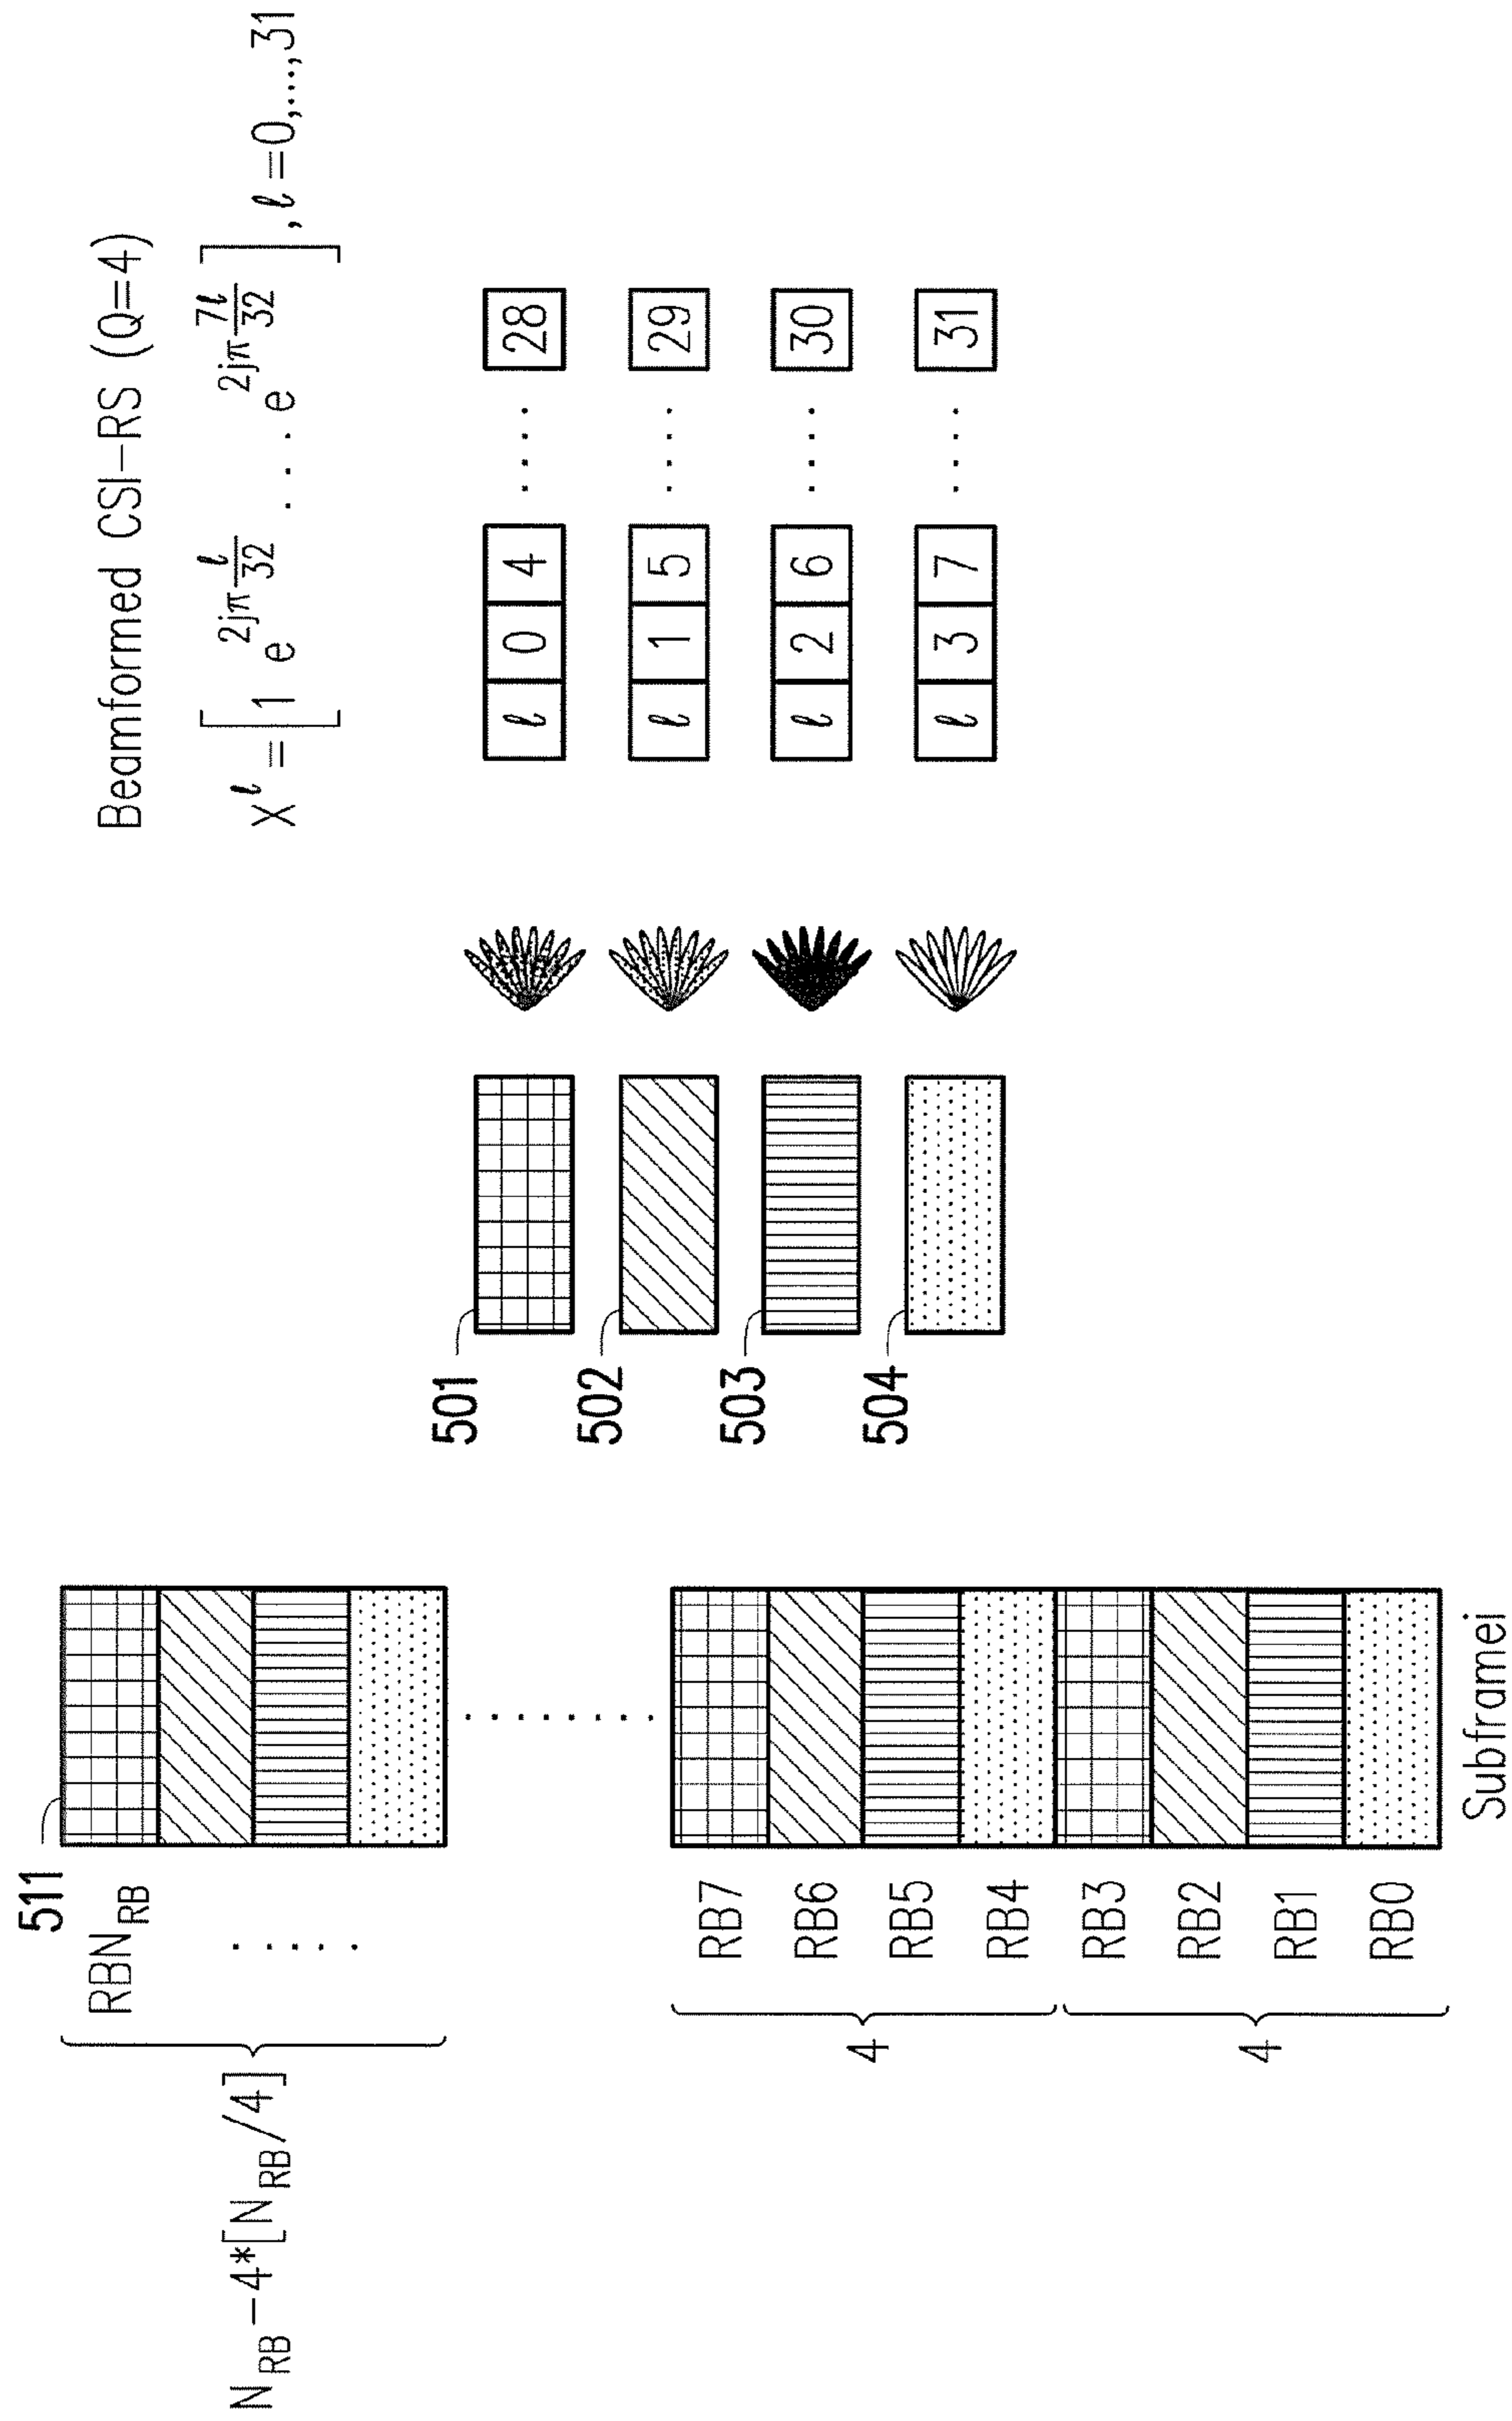 Beamformed CSI–RS (Q=4)
X^ℓ = [1 e^{2jπ ℓ/32} . . . e^{2jπ 7ℓ/32}], ℓ=0,...,31
501
ℓ 0 4 ···· 28
502
ℓ 1 5 ···· 29
503
ℓ 2 6 ···· 30
504
ℓ 3 7 ···· 31
511
RBN_RB
·····
N_RB−4*[N_RB/4]
RB7
RB6
RB5
RB4
4
RB3
RB2
RB1
RB0
4
Subframei